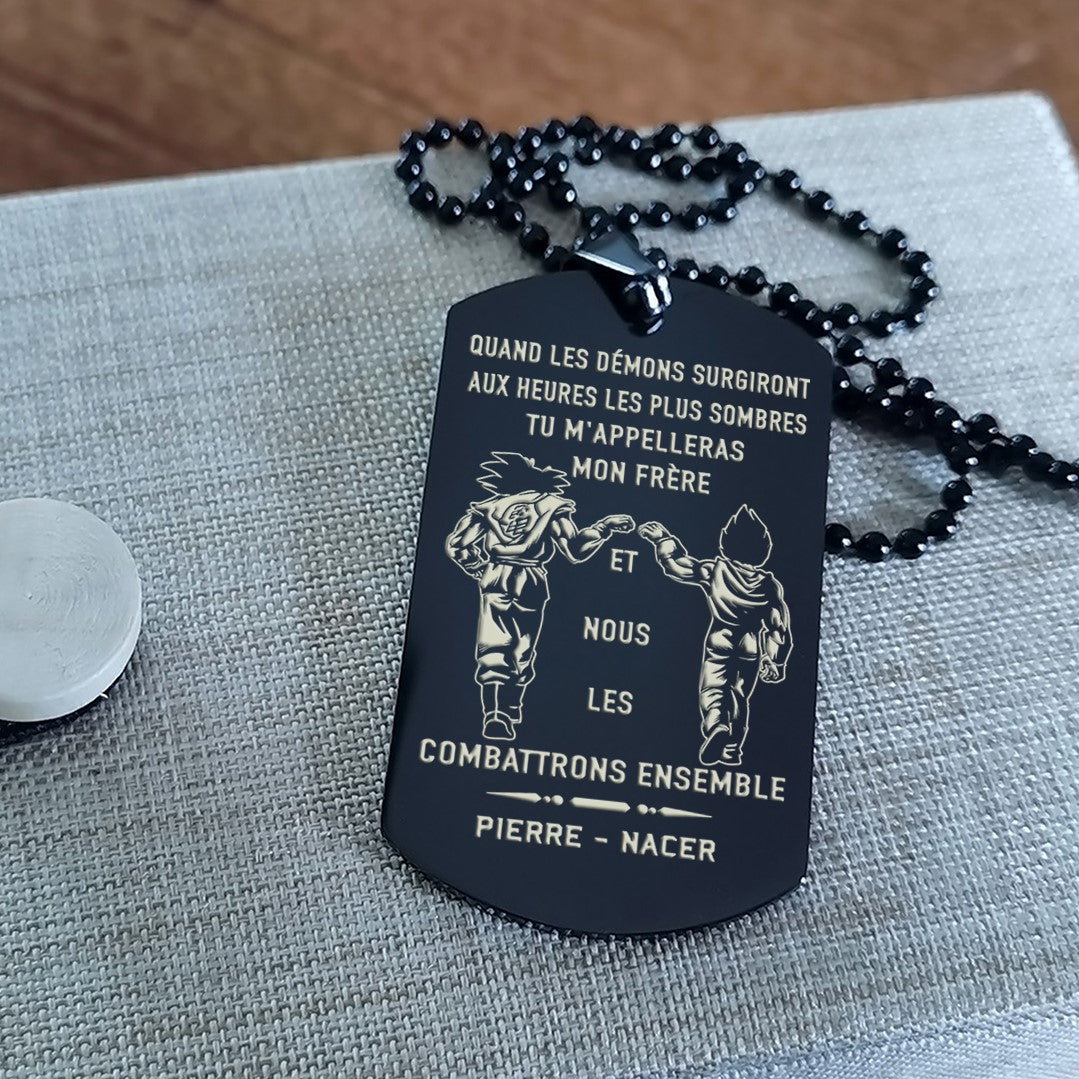 QUAND LES DÉMONS SURGIRONT
AUX HEURES LES PLUS SOMBRES
TU M'APPELLERAS
MON FRÈRE
ET
NOUS
LES
COMBATTRONS ENSEMBLE
PIERRE - NACER